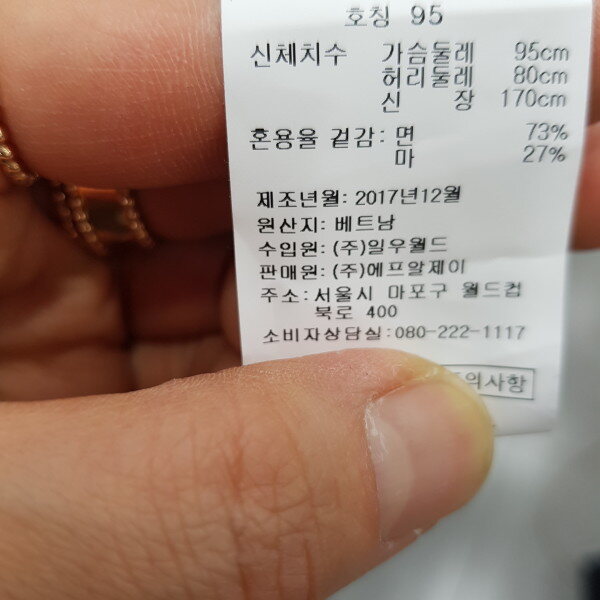 호칭 95
신체치수 가슴둘레 95cm
허리둘레 80cm
신 장 170cm
혼용율 겉감: 면 73%
마 27%
제조년월: 2017년12월
원산지: 베트남
수입원: (주)일우월드
판매원: (주)에프알제이
주소: 서울시 마포구 월드컵
북로 400
소비자상담실:080-222-1117
의사항